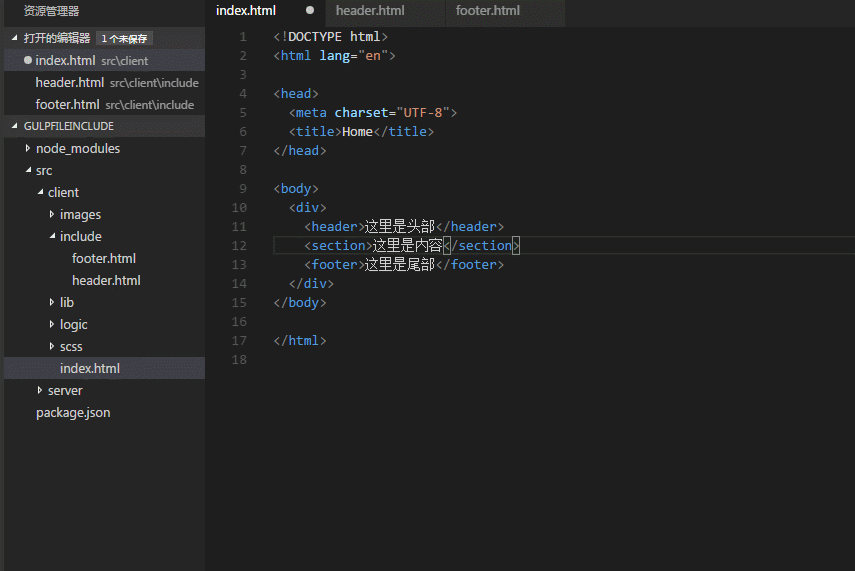 资源管理器
打开的编辑器 1 个未保存
index.html src\client
header.html src\client\include
footer.html src\client\include
GULPFILEINCLUDE
node_modules
src
client
images
include
footer.html
header.html
lib
logic
scss
index.html
server
package.json
index.html header.html footer.html
1 <!DOCTYPE html>
2 <html lang="en">
3
4 <head>
5 <meta charset="UTF-8">
6 <title>Home</title>
7 </head>
8
9 <body>
10 <div>
11 <header>这里是头部</header>
12 <section>这里是内容</section>
13 <footer>这里是尾部</footer>
14 </div>
15 </body>
16
17 </html>
18